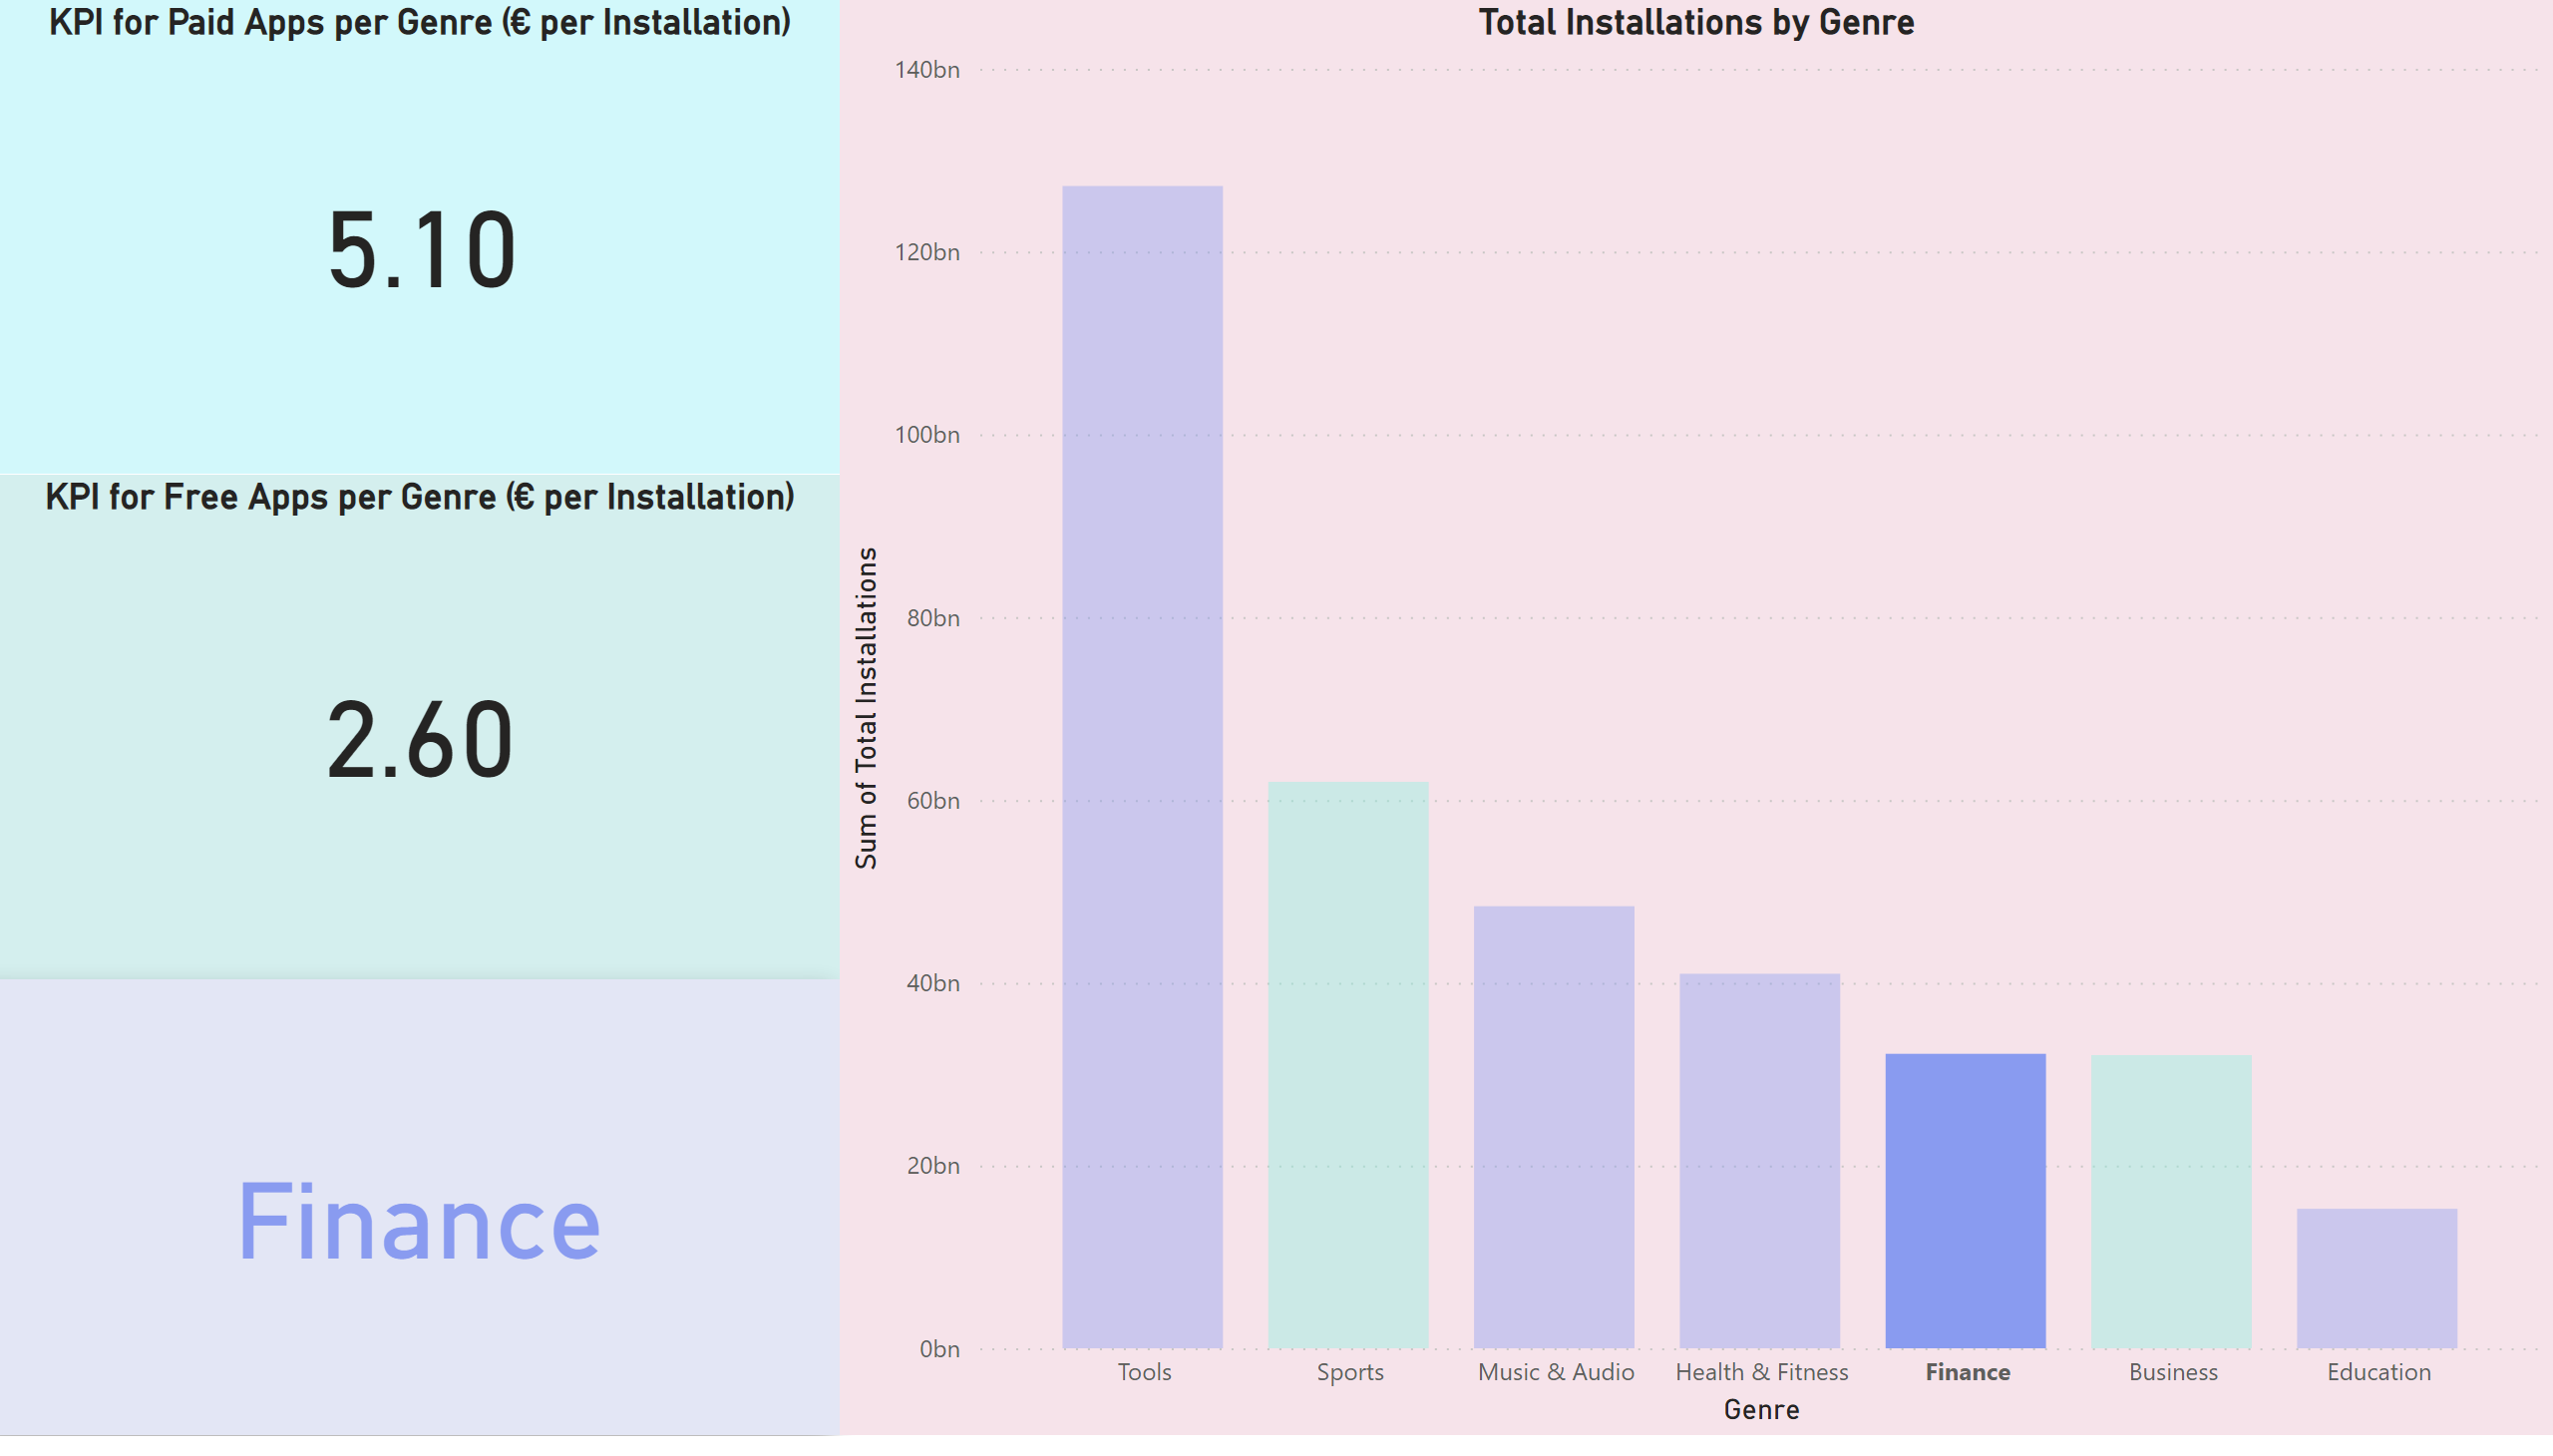 KPI for Paid Apps per Genre (€ per Installation)
5.10
KPI for Free Apps per Genre (€ per Installation)
2.60
Finance
Total Installations by Genre
Sum of Total Installations
140bn
120bn
100bn
80bn
60bn
40bn
20bn
0bn
Tools
Sports
Music & Audio
Health & Fitness
Finance
Business
Education
Genre